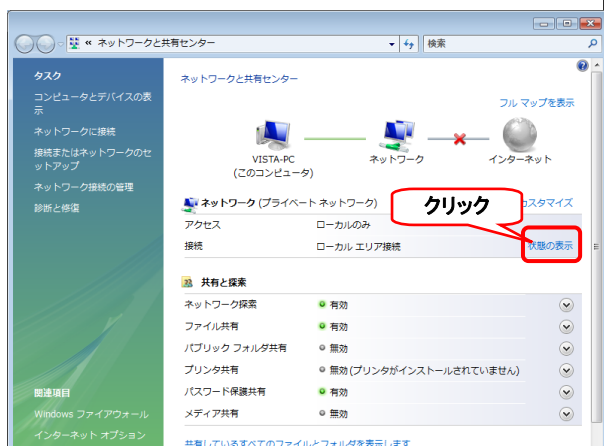 « ネットワークと共有センター
検索
タスク
コンピュータとデバイスの表
示
ネットワークに接続
接続またはネットワークのセ
ットアップ
ネットワーク接続の管理
診断と修復
関連項目
Windows ファイアウォール
インターネット オプション
ネットワークと共有センター
フル マップを表示
VISTA-PC
(このコンピュータ)
ネットワーク
インターネット
ネットワーク (プライベート ネットワーク)
スタマイズ
クリック
アクセス ローカルのみ
接続 ローカル エリア接続 状態の表示
共有と探索
ネットワーク探索 有効
ファイル共有 有効
パブリック フォルダ共有 無効
プリンタ共有 無効 (プリンタがインストールされていません)
パスワード保護共有 有効
メディア共有 無効
共有しているすべてのファイルとフォルダを表示します